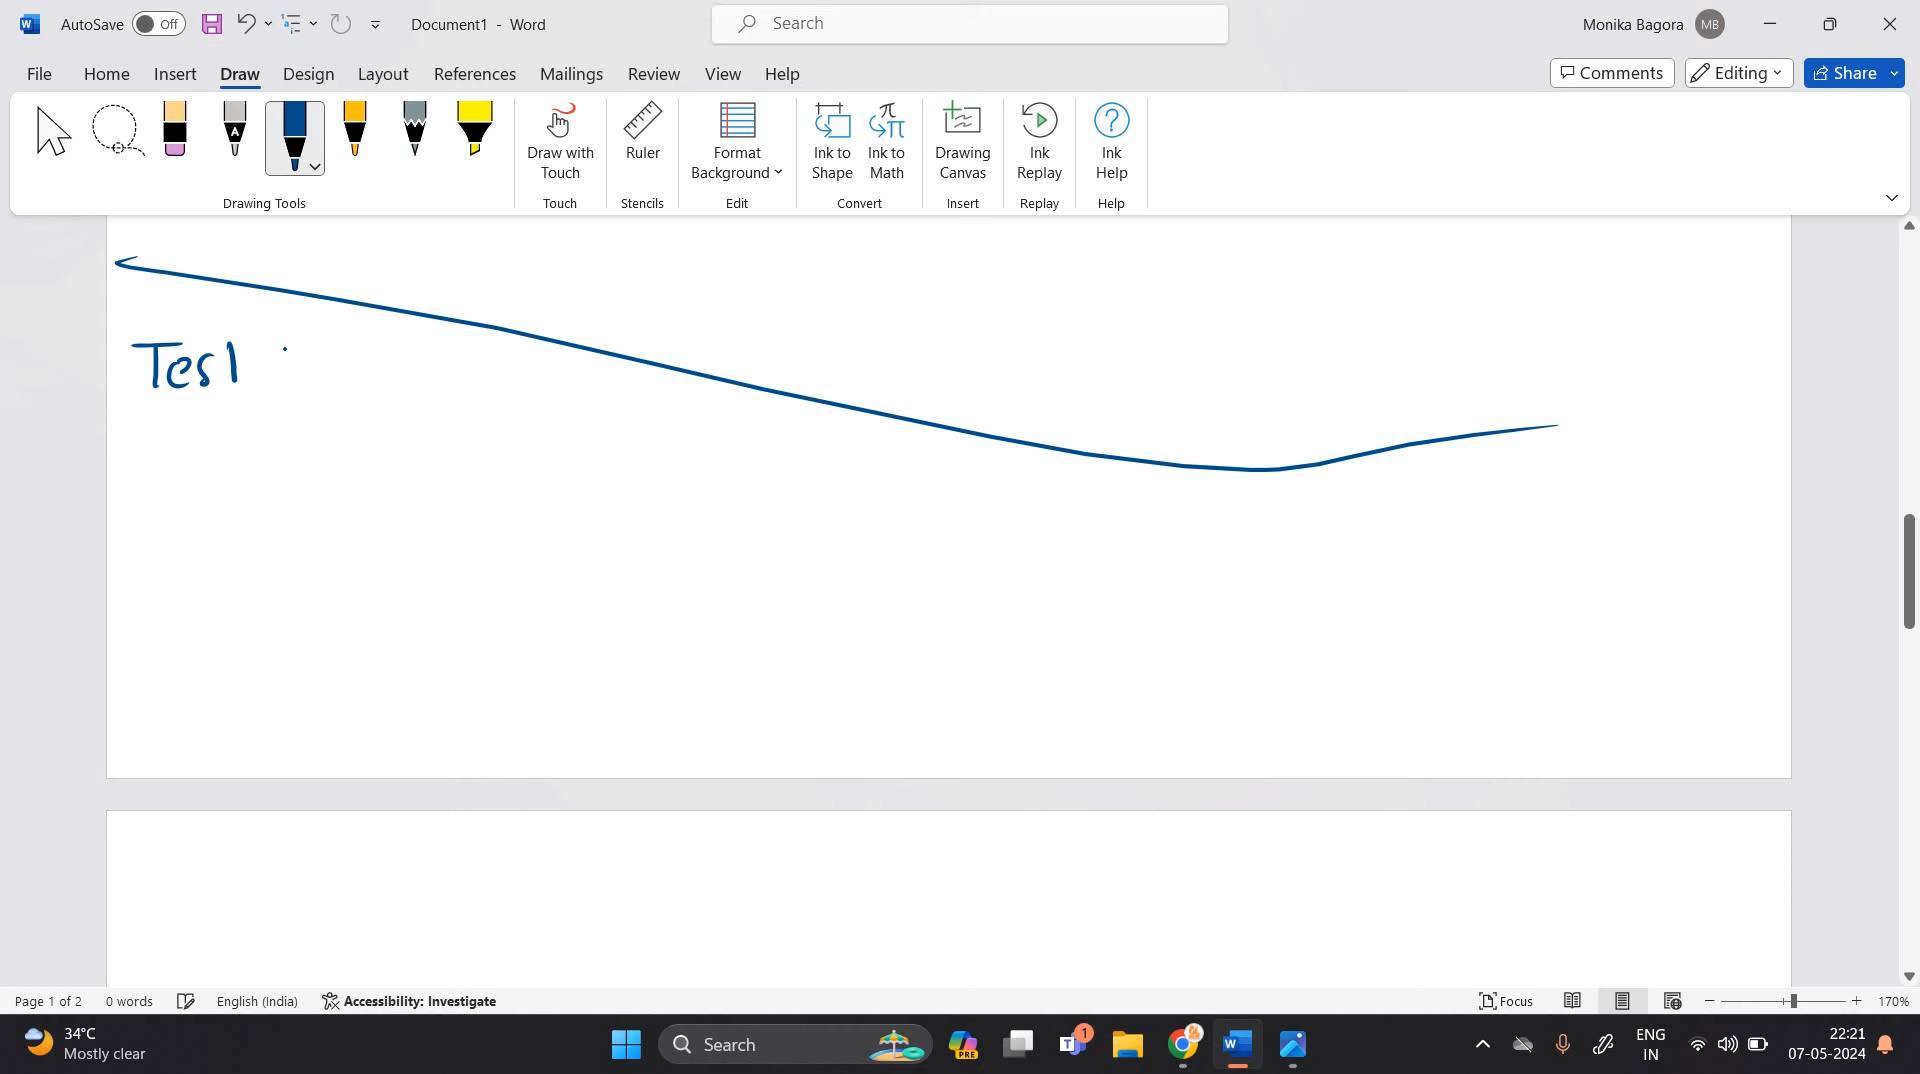 AutoSave Off Document1 - Word Search Monika Bagora MB
File Home Insert Draw Design Layout References Mailings Review View Help Comments Editing Share
A
Draw with Touch
Ruler
Format Background
Ink to Shape
Ink to Math
Drawing Canvas
Ink Replay
Ink Help
Drawing Tools Touch Stencils Edit Convert Insert Replay Help
Tesl
Page 1 of 2 0 words English (India) Accessibility: Investigate Focus 170%
34°C
Mostly clear
Search
PRE
1
ENG
IN
22:21
07-05-2024